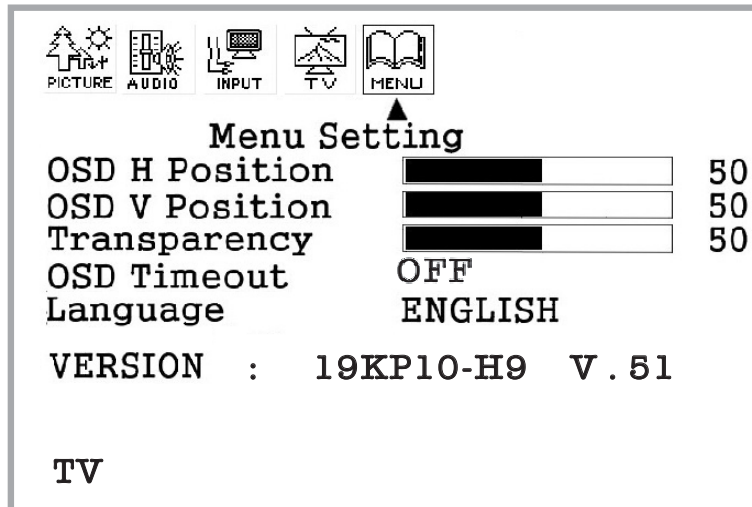 PICTURE AUDIO INPUT TV MENU
Menu Setting
OSD H Position 50
OSD V Position 50
Transparency 50
OSD Timeout OFF
Language ENGLISH
VERSION : 19KP10-H9 V.51
TV